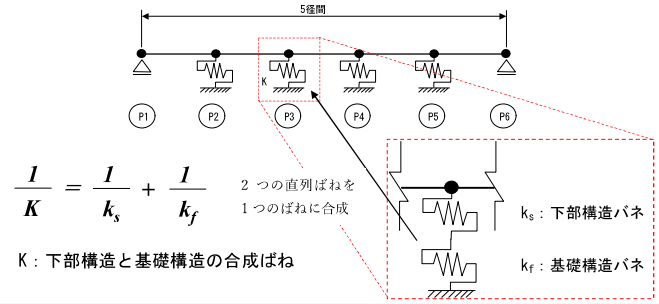 5径間
K
P1 P2 P3 P4 P5 P6
1/K = 1/ks + 1/kf
2つの直列ばねを
1つのばねに合成
K：下部構造と基礎構造の合成ばね
ks：下部構造バネ
kf：基礎構造バネ